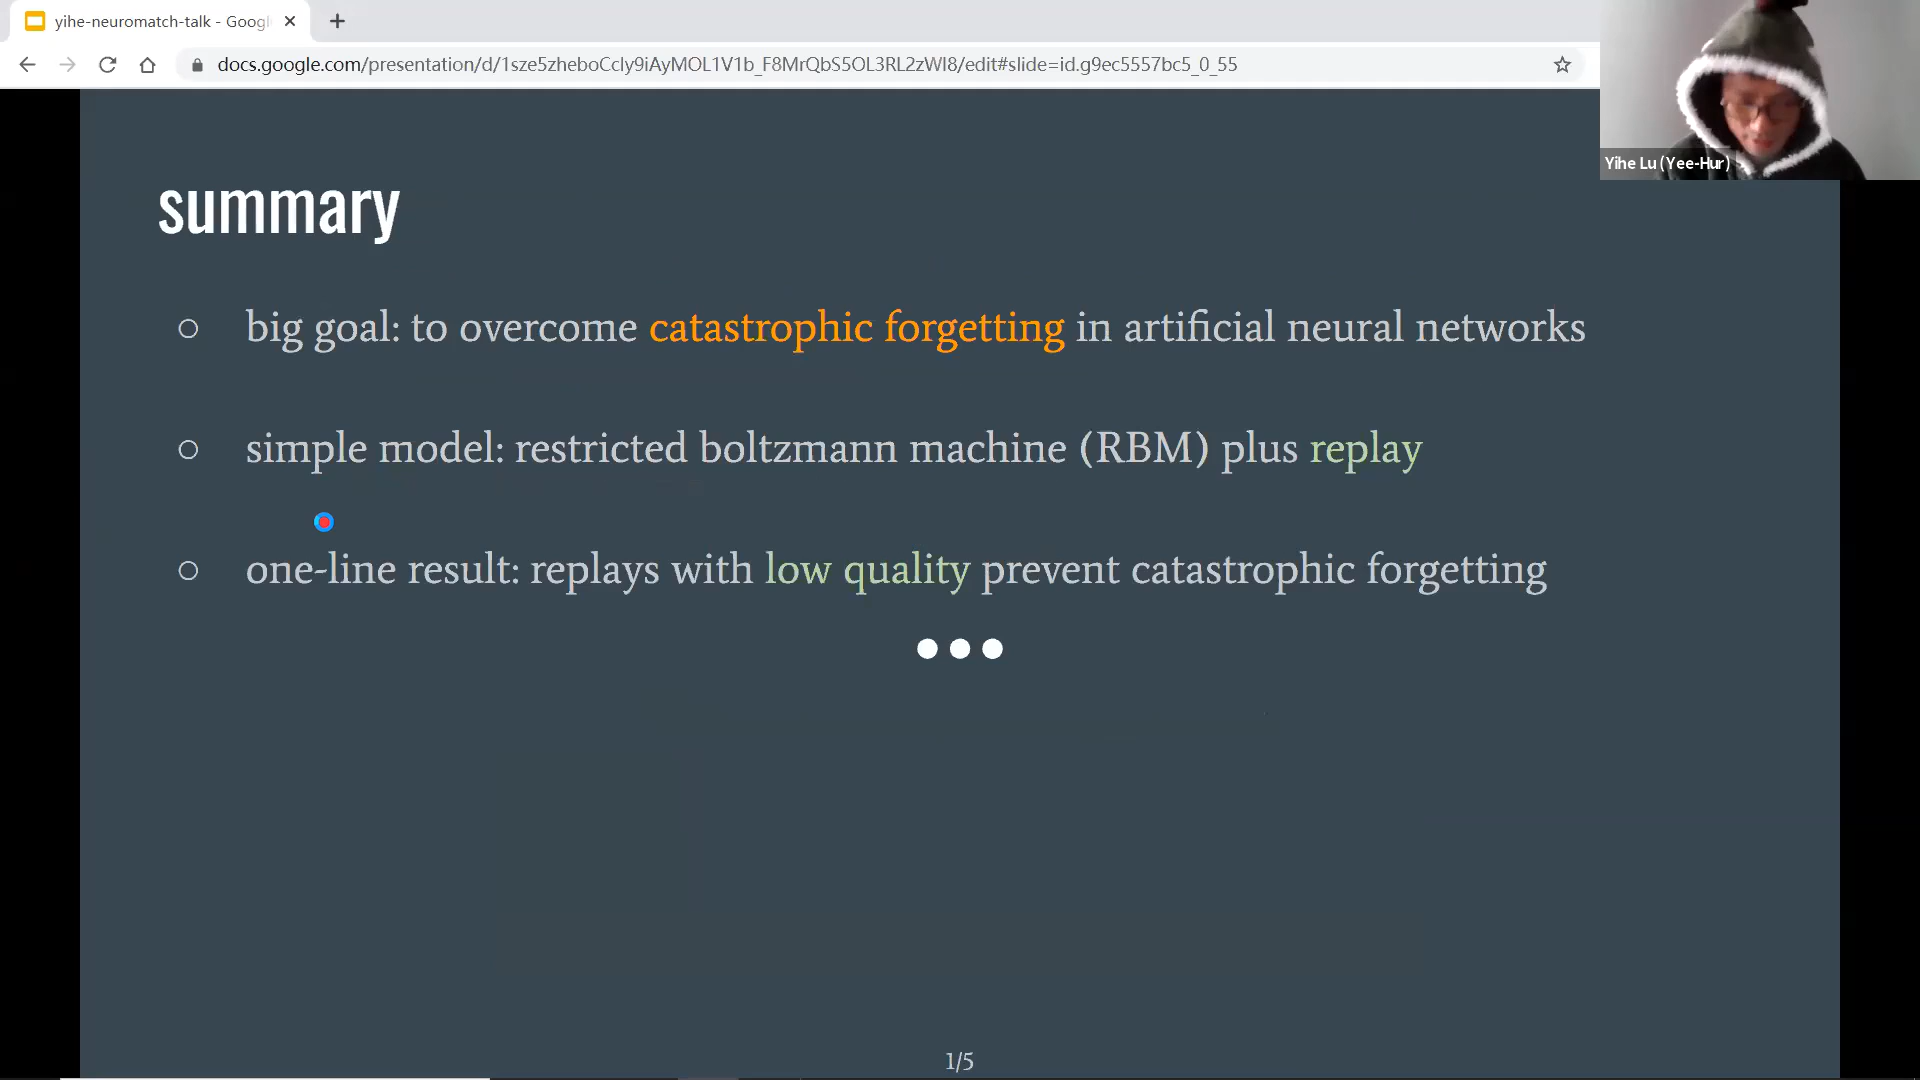 yihe-neuromatch-talk - Googl
docs.google.com/presentation/d/1sze5zheboCcly9iAyMOL1V1b_F8MrQbS5OL3RL2zWI8/edit#slide=id.g9ec5557bc5_0_55
Yihe Lu (Yee-Hur)
summary
big goal: to overcome catastrophic forgetting in artificial neural networks
simple model: restricted boltzmann machine (RBM) plus replay
one-line result: replays with low quality prevent catastrophic forgetting
1/5